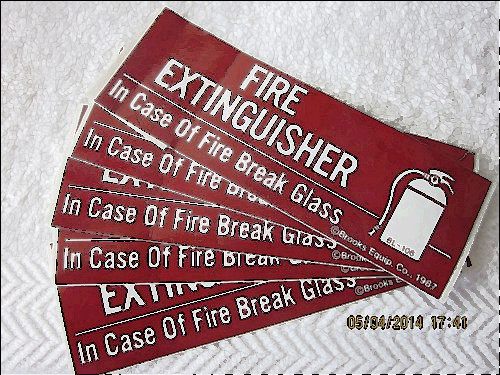 FIRE
EXTINGUISHER
In Case Of Fire Break Glass
BL-106
©Brooks Equip. Co., 1987
In Case Of Fire Break Glass
In Case Of Fire Break Glass
©Brooks
In Case Of Fire Break Glass
In Case Of Fire Break Glass
05/04/2014 17:41